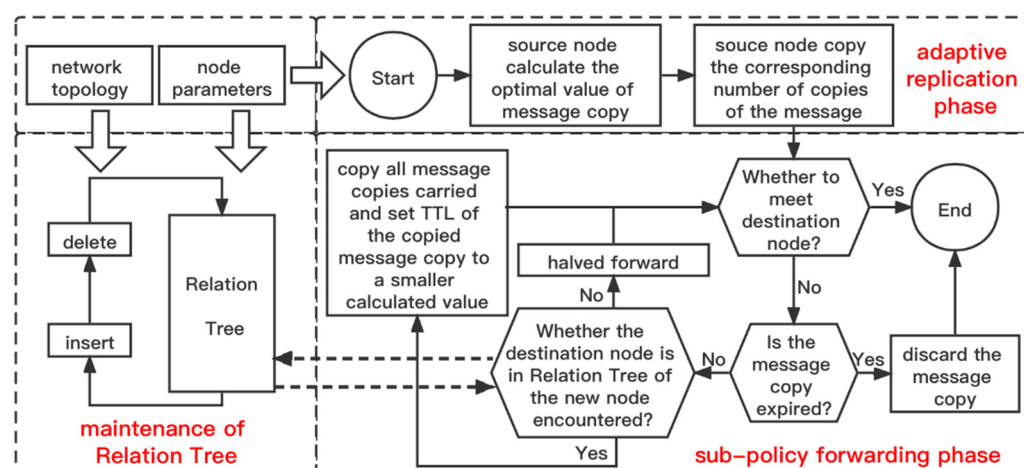 network
topology
node
parameters
Start
source node
calculate the
optimal value of
message copy
souce node copy
the corresponding
number of copies
of the message
adaptive
replication
phase
copy all message
copies carried
and set TTL of
the copied
message copy to
a smaller
calculated value
Whether to
meet
destination
node?
Yes
End
delete
insert
Relation
Tree
halved forward
No
No
Whether the
destination node is
in Relation Tree of
the new node
encountered?
No
Is the
message
copy
expired?
Yes
discard the
message
copy
Yes
maintenance of
Relation Tree
sub-policy forwarding phase